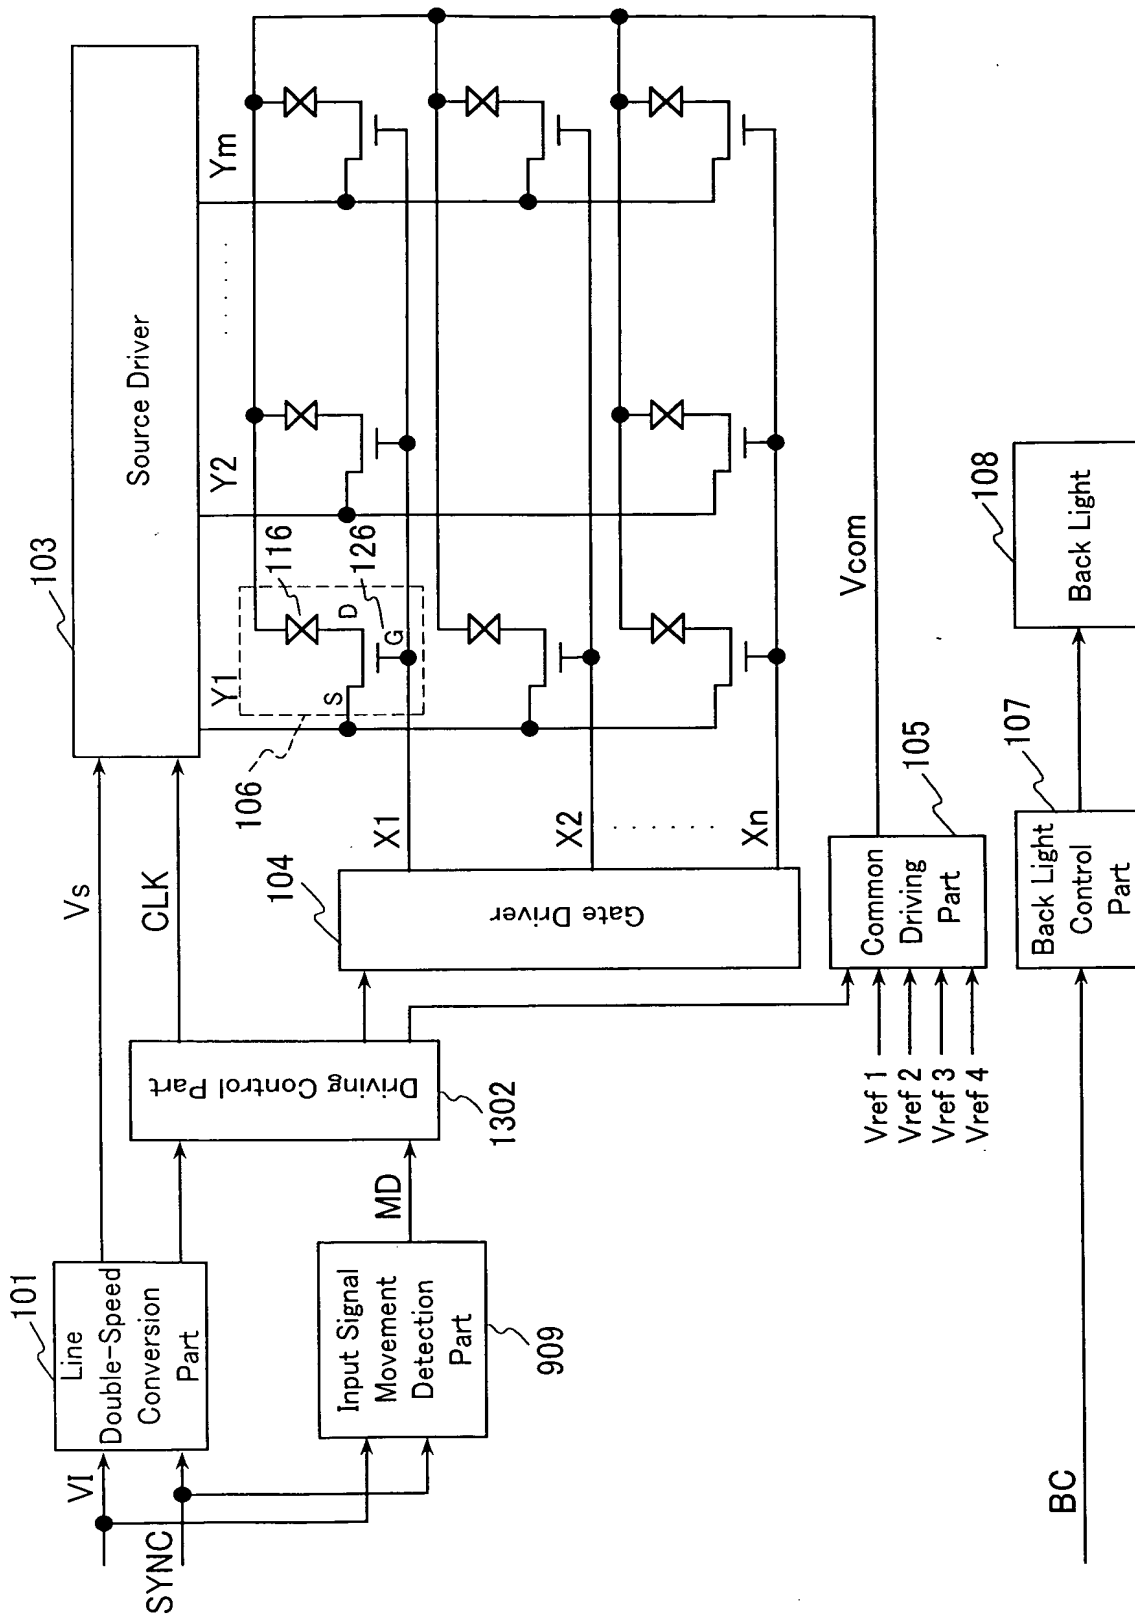 VI
SYNC
101
Line
Double-Speed
Conversion
Part
Input Signal
Movement
Detection
Part
909
MD
Driving Control Part
1302
Vs
CLK
103
Source Driver
104
Gate Driver
106
Y1
Y2
Ym
. . . . . .
S
D
G
116
126
X1
X2
. . . . . . .
Xn
Vref 1
Vref 2
Vref 3
Vref 4
Common
Driving
Part
105
Vcom
BC
Back Light
Control
Part
107
Back Light
108